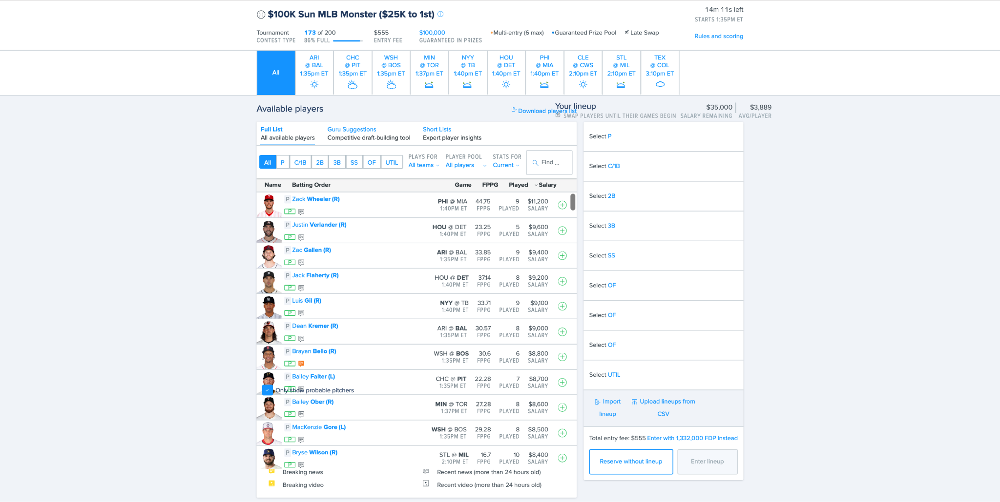 $100K Sun MLB Monster ($25K to 1st)
14m 11s left
STARTS 1:35PM ET
Tournament
CONTEST TYPE
173 of 200
86% FULL
$555
ENTRY FEE
$100,000
GUARANTEED IN PRIZES
Multi-entry (6 max)
Guaranteed Prize Pool
Late Swap
Rules and scoring
All
ARI
@ BAL
1:35pm ET
CHC
@ PIT
1:35pm ET
WSH
@ BOS
1:35pm ET
MIN
@ TOR
1:37pm ET
NYY
@ TB
1:40pm ET
HOU
@ DET
1:40pm ET
PHI
@ MIA
1:40pm ET
CLE
@ CWS
2:10pm ET
STL
@ MIL
2:10pm ET
TEX
@ COL
3:10pm ET
Available players
Download players list
Full List
All available players
Guru Suggestions
Competitive draft-building tool
Short Lists
Expert player insights
All P C/1B 2B 3B SS OF UTIL
PLAYS FOR
All teams
PLAYER POOL
All players
STATS FOR
Current
Find ...
Name Batting Order Game FPPG Played Salary
P Zack Wheeler (R) PHI @ MIA 44.75 9 $11,200
P 1:40PM ET FPPG PLAYED SALARY
P Justin Verlander (R) HOU @ DET 23.25 5 $9,600
P 1:40PM ET FPPG PLAYED SALARY
P Zac Gallen (R) ARI @ BAL 33.85 9 $9,400
P 1:35PM ET FPPG PLAYED SALARY
P Jack Flaherty (R) HOU @ DET 37.14 8 $9,200
P 1:40PM ET FPPG PLAYED SALARY
P Luis Gil (R) NYY @ TB 33.71 9 $9,100
P 1:40PM ET FPPG PLAYED SALARY
P Dean Kremer (R) ARI @ BAL 30.57 8 $9,000
P 1:35PM ET FPPG PLAYED SALARY
P Brayan Bello (R) WSH @ BOS 30.6 6 $8,800
P 1:35PM ET FPPG PLAYED SALARY
P Bailey Falter (L) CHC @ PIT 22.28 7 $8,700
P 1:35PM ET FPPG PLAYED SALARY
Only show probable pitchers
P Bailey Ober (R) MIN @ TOR 27.28 8 $8,600
P 1:37PM ET FPPG PLAYED SALARY
P MacKenzie Gore (L) WSH @ BOS 29.28 8 $8,500
P 1:35PM ET FPPG PLAYED SALARY
P Bryse Wilson (R) STL @ MIL 16.7 10 $8,400
P 2:10PM ET FPPG PLAYED SALARY
Breaking news
Recent news (more than 24 hours old)
Breaking video
Recent video (more than 24 hours old)
Your lineup
SWAP PLAYERS UNTIL THEIR GAMES BEGIN
$35,000
SALARY REMAINING
$3,889
AVG/PLAYER
Select P
Select C/1B
Select 2B
Select 3B
Select SS
Select OF
Select OF
Select OF
Select UTIL
Import
lineup
Upload lineups from
CSV
Total entry fee: $555 Enter with 1,332,000 FDP instead
Reserve without lineup
Enter lineup